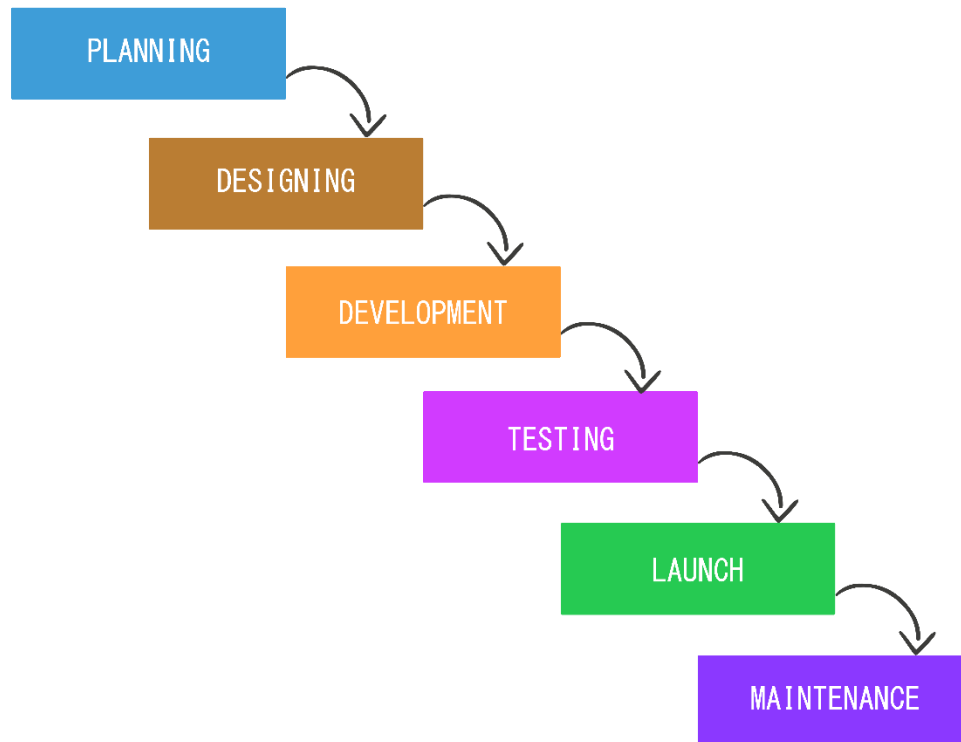 PLANNING
DESIGNING
DEVELOPMENT
TESTING
LAUNCH
MAINTENANCE